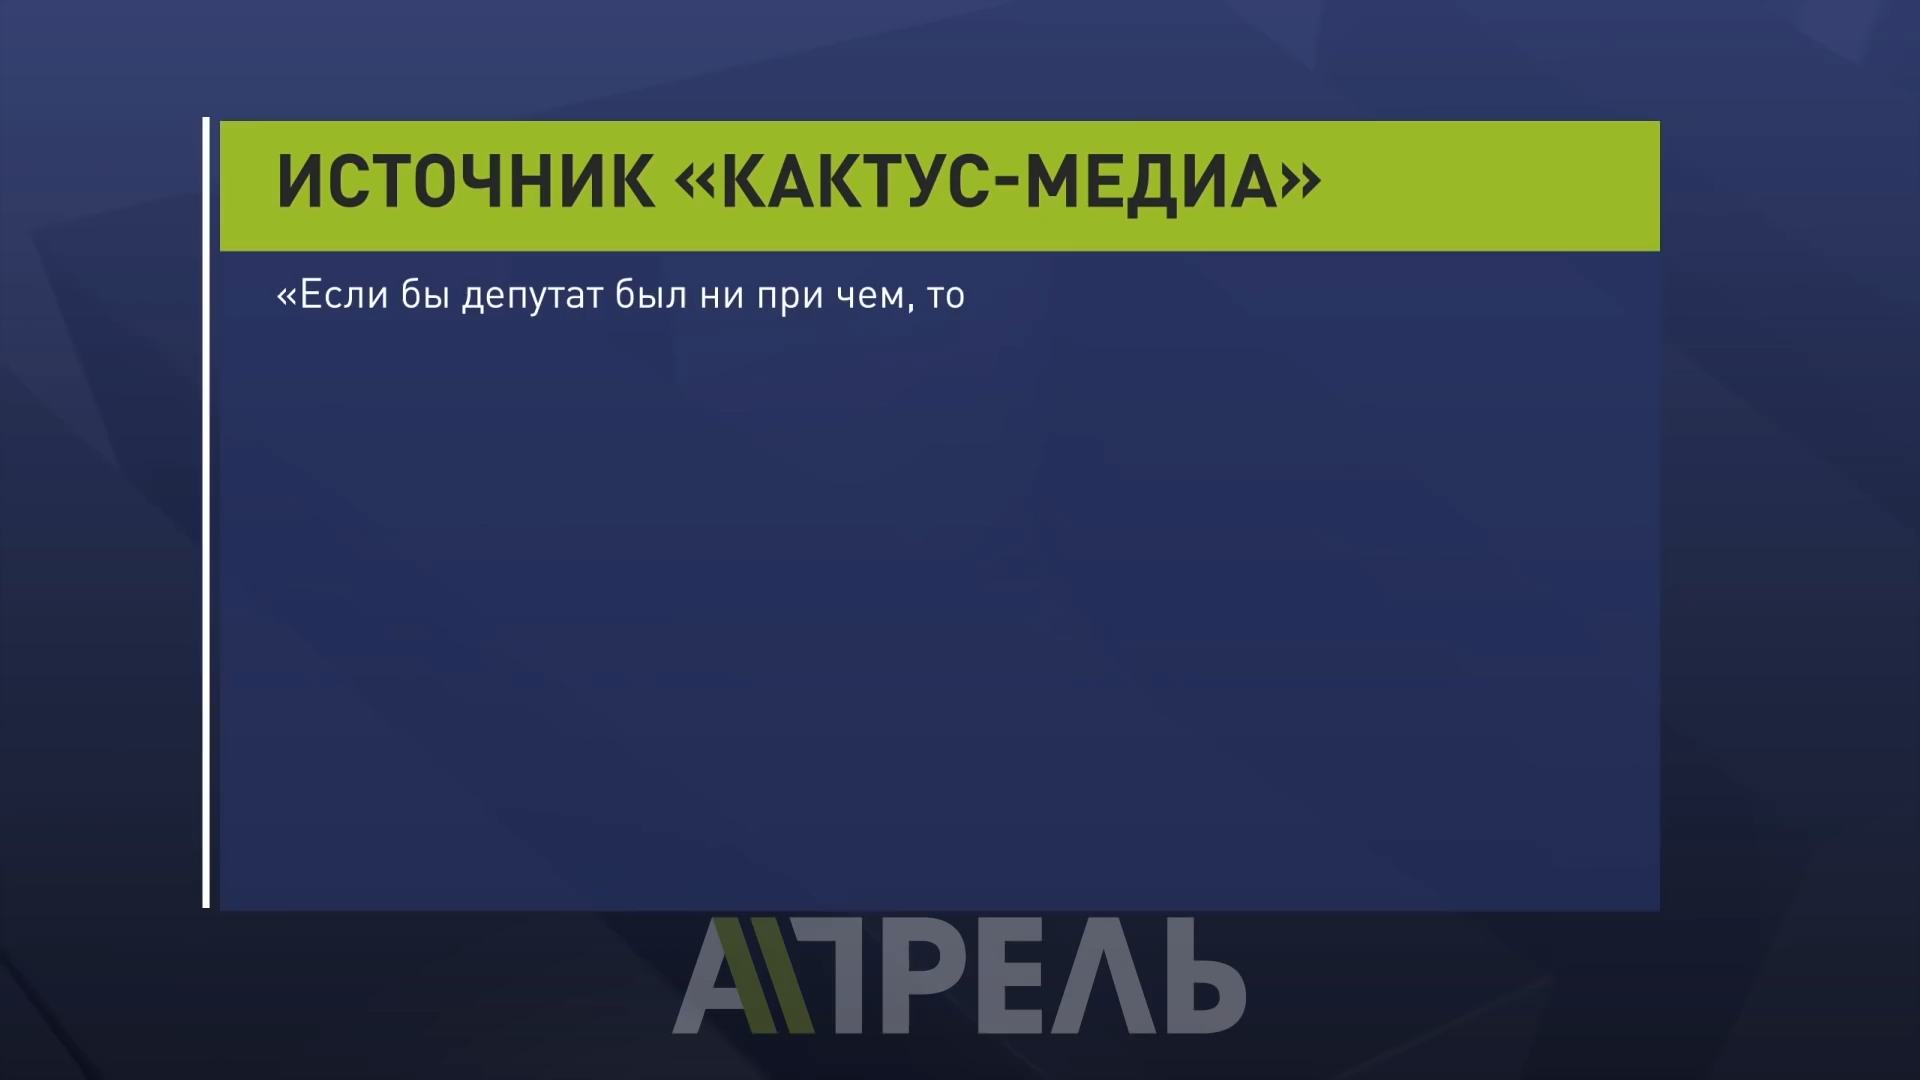 ИСТОЧНИК «КАКТУС-МЕДИА»
«Если бы депутат был ни при чем, то
АПРЕЛЬ